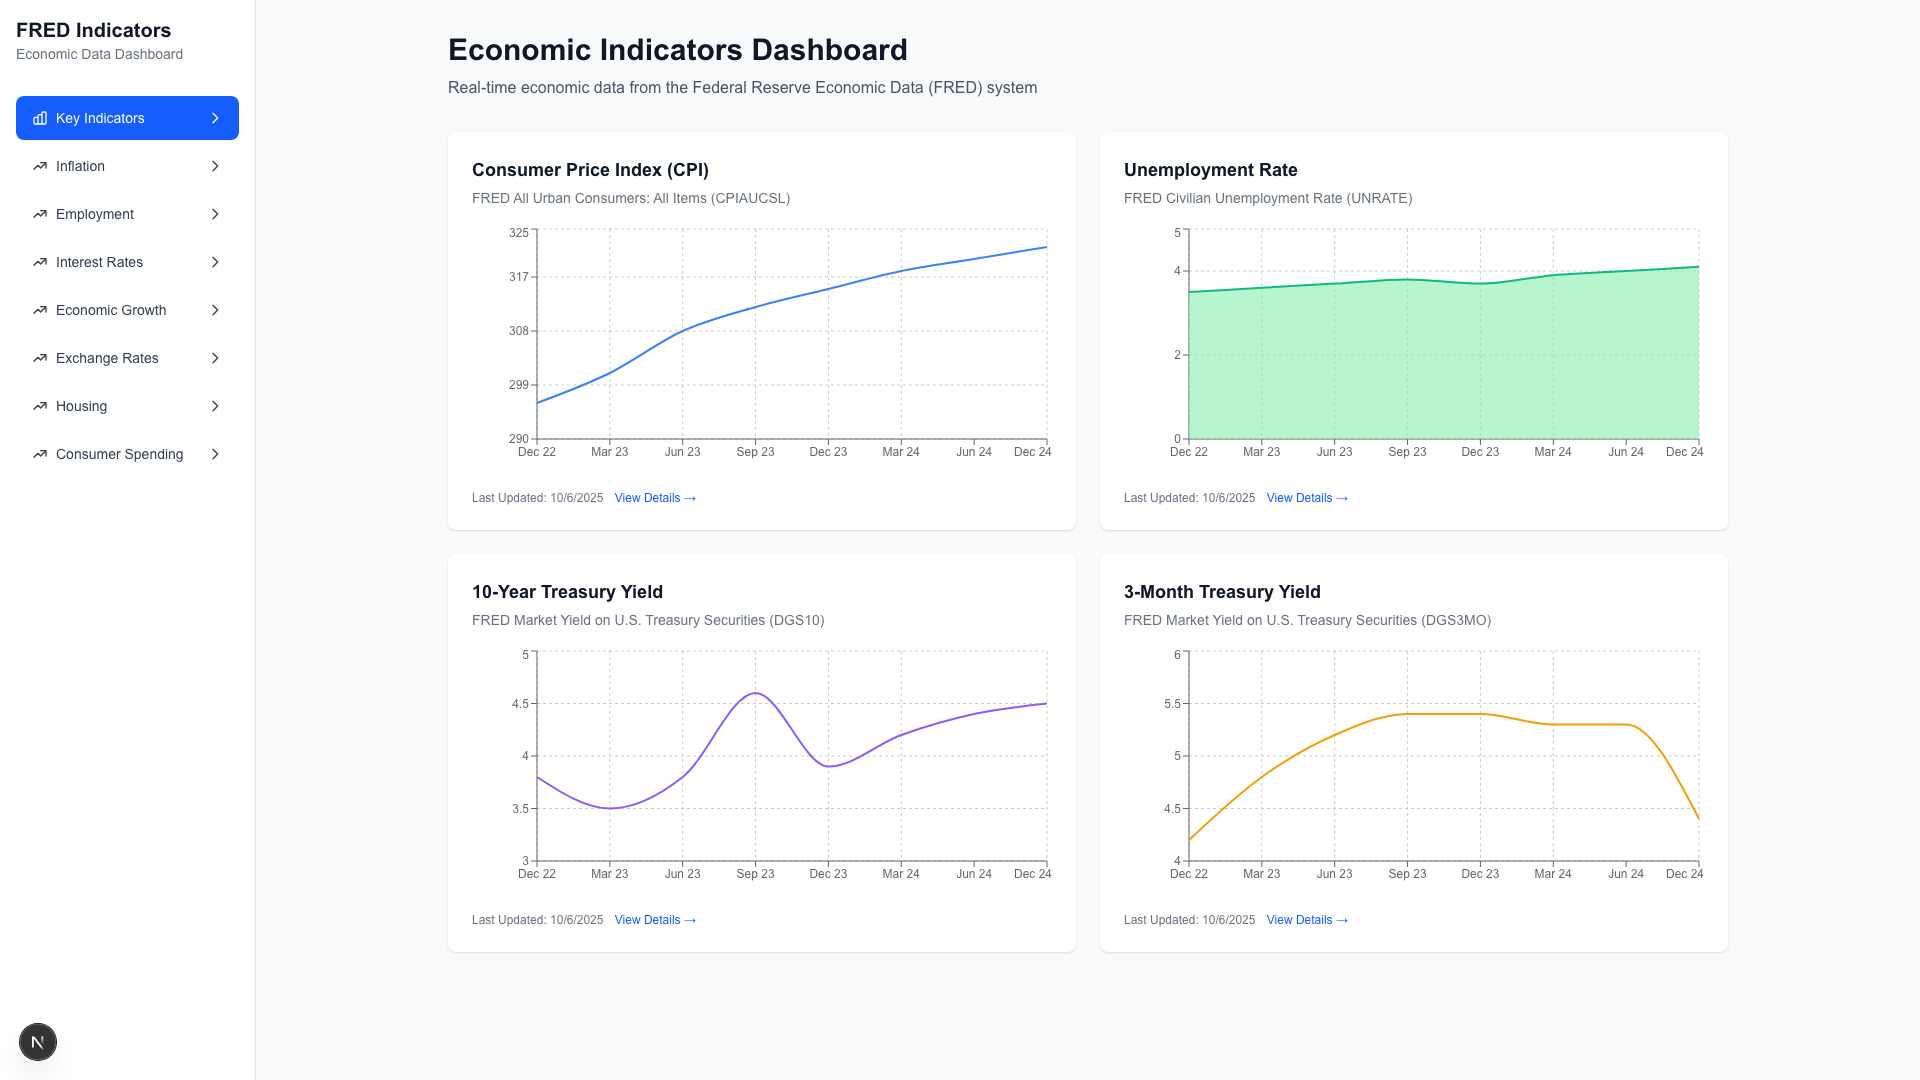 FRED Indicators
Economic Data Dashboard
Key Indicators
Inflation
Employment
Interest Rates
Economic Growth
Exchange Rates
Housing
Consumer Spending
N
Economic Indicators Dashboard
Real-time economic data from the Federal Reserve Economic Data (FRED) system
Consumer Price Index (CPI)
FRED All Urban Consumers: All Items (CPIAUCSL)
325
317
308
299
290
Dec 22 Mar 23 Jun 23 Sep 23 Dec 23 Mar 24 Jun 24 Dec 24
Last Updated: 10/6/2025 View Details →
Unemployment Rate
FRED Civilian Unemployment Rate (UNRATE)
5
4
2
0
Dec 22 Mar 23 Jun 23 Sep 23 Dec 23 Mar 24 Jun 24 Dec 24
Last Updated: 10/6/2025 View Details →
10-Year Treasury Yield
FRED Market Yield on U.S. Treasury Securities (DGS10)
5
4.5
4
3.5
3
Dec 22 Mar 23 Jun 23 Sep 23 Dec 23 Mar 24 Jun 24 Dec 24
Last Updated: 10/6/2025 View Details →
3-Month Treasury Yield
FRED Market Yield on U.S. Treasury Securities (DGS3MO)
6
5.5
5
4.5
4
Dec 22 Mar 23 Jun 23 Sep 23 Dec 23 Mar 24 Jun 24 Dec 24
Last Updated: 10/6/2025 View Details →